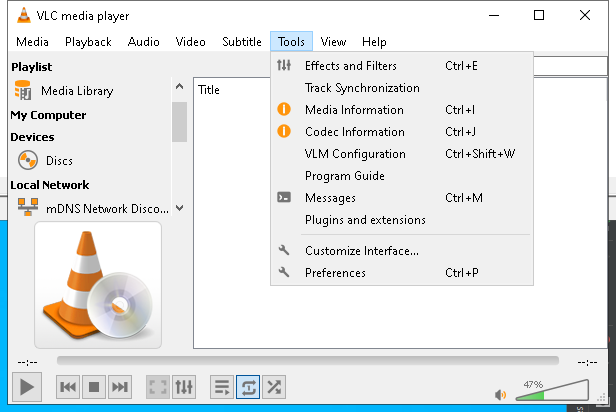 VLC media player
Media Playback Audio Video Subtitle Tools View Help
Playlist
Media Library
My Computer
Devices
Discs
Local Network
mDNS Network Disco...
Title
Effects and Filters Ctrl+E
Track Synchronization
Media Information Ctrl+I
Codec Information Ctrl+J
VLM Configuration Ctrl+Shift+W
Program Guide
Messages Ctrl+M
Plugins and extensions
Customize Interface...
Preferences Ctrl+P
--:-- --:--
47%